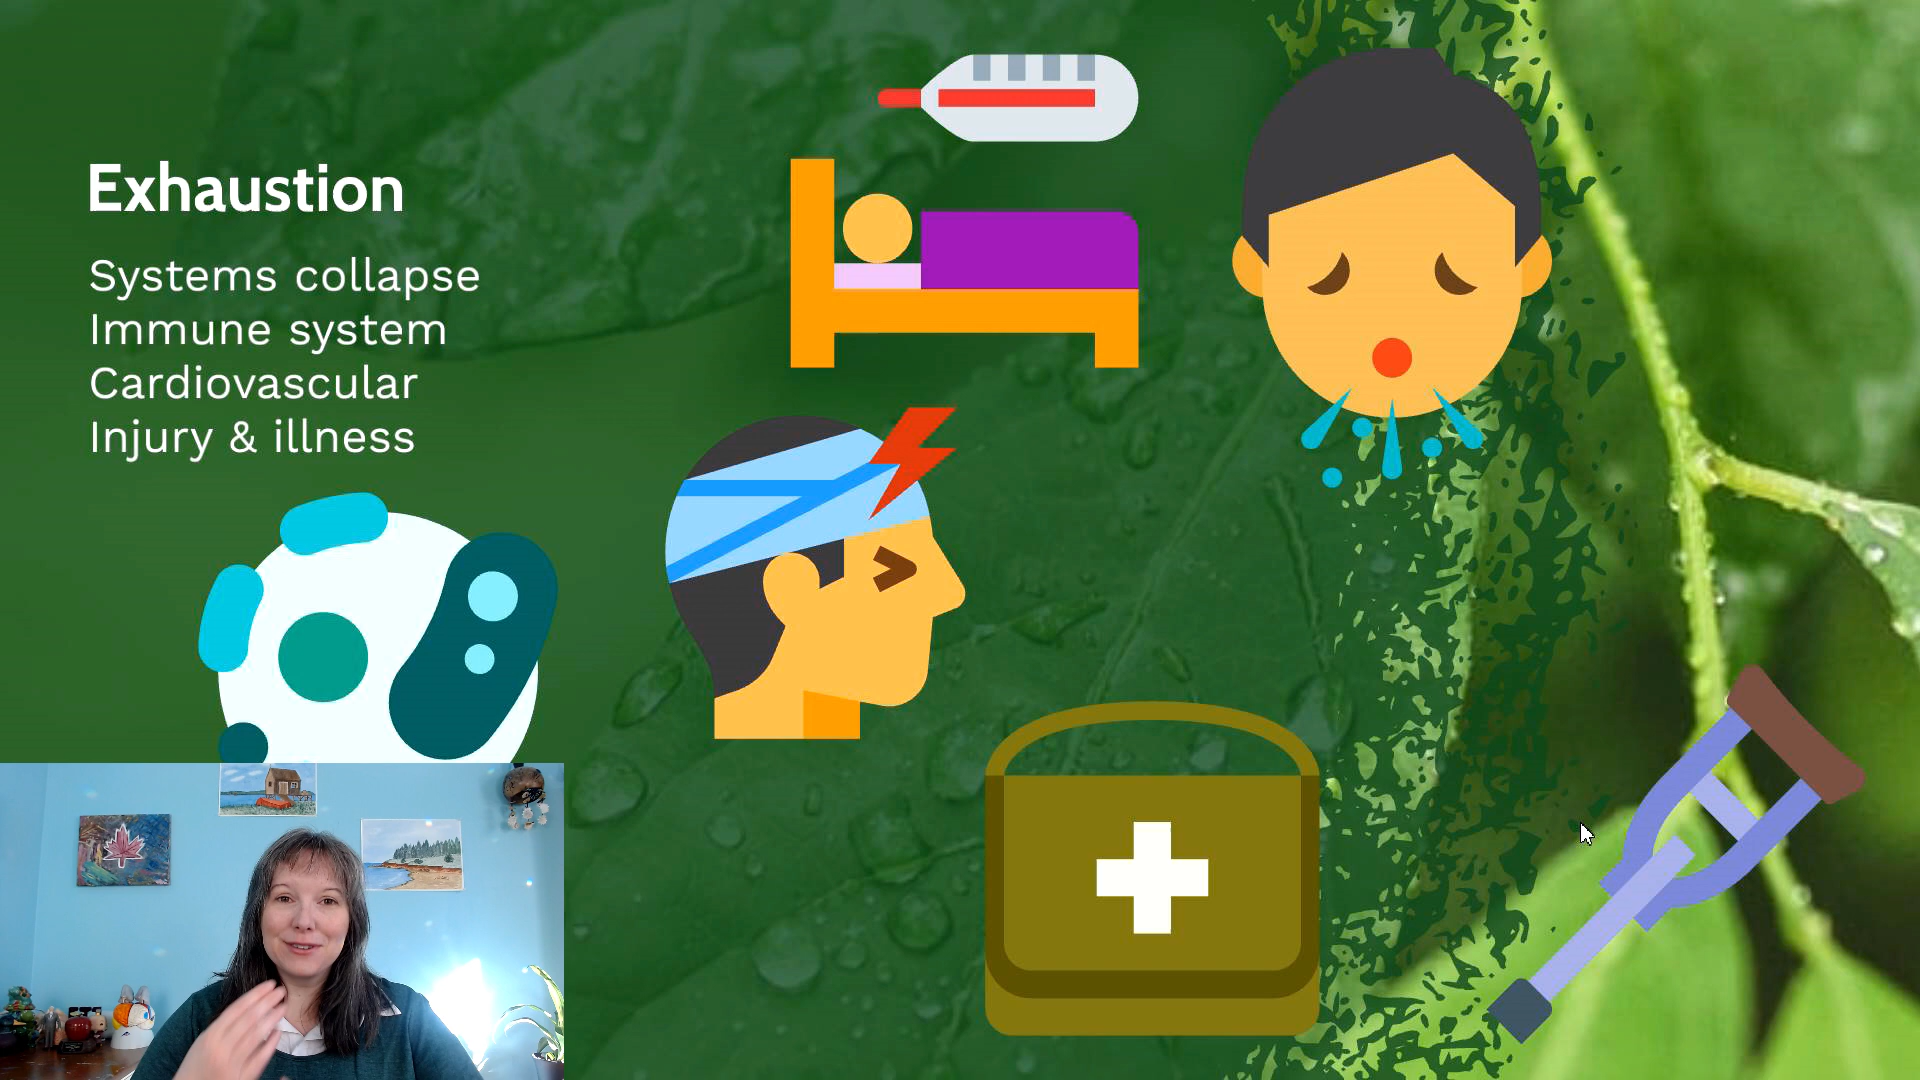 Exhaustion
Systems collapse
Immune system
Cardiovascular
Injury & illness